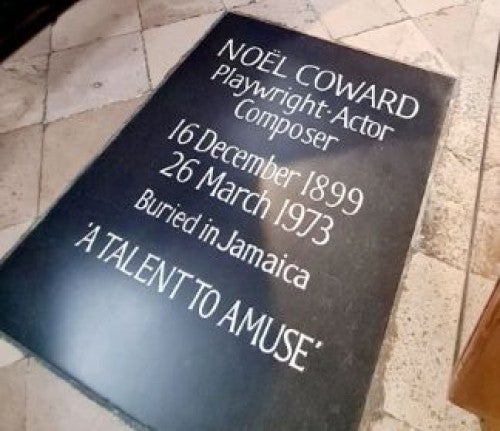 NOËL COWARD
Playwright·Actor
Composer
16 December 1899
26 March 1973
Buried in Jamaica
'A TALENT TO AMUSE'